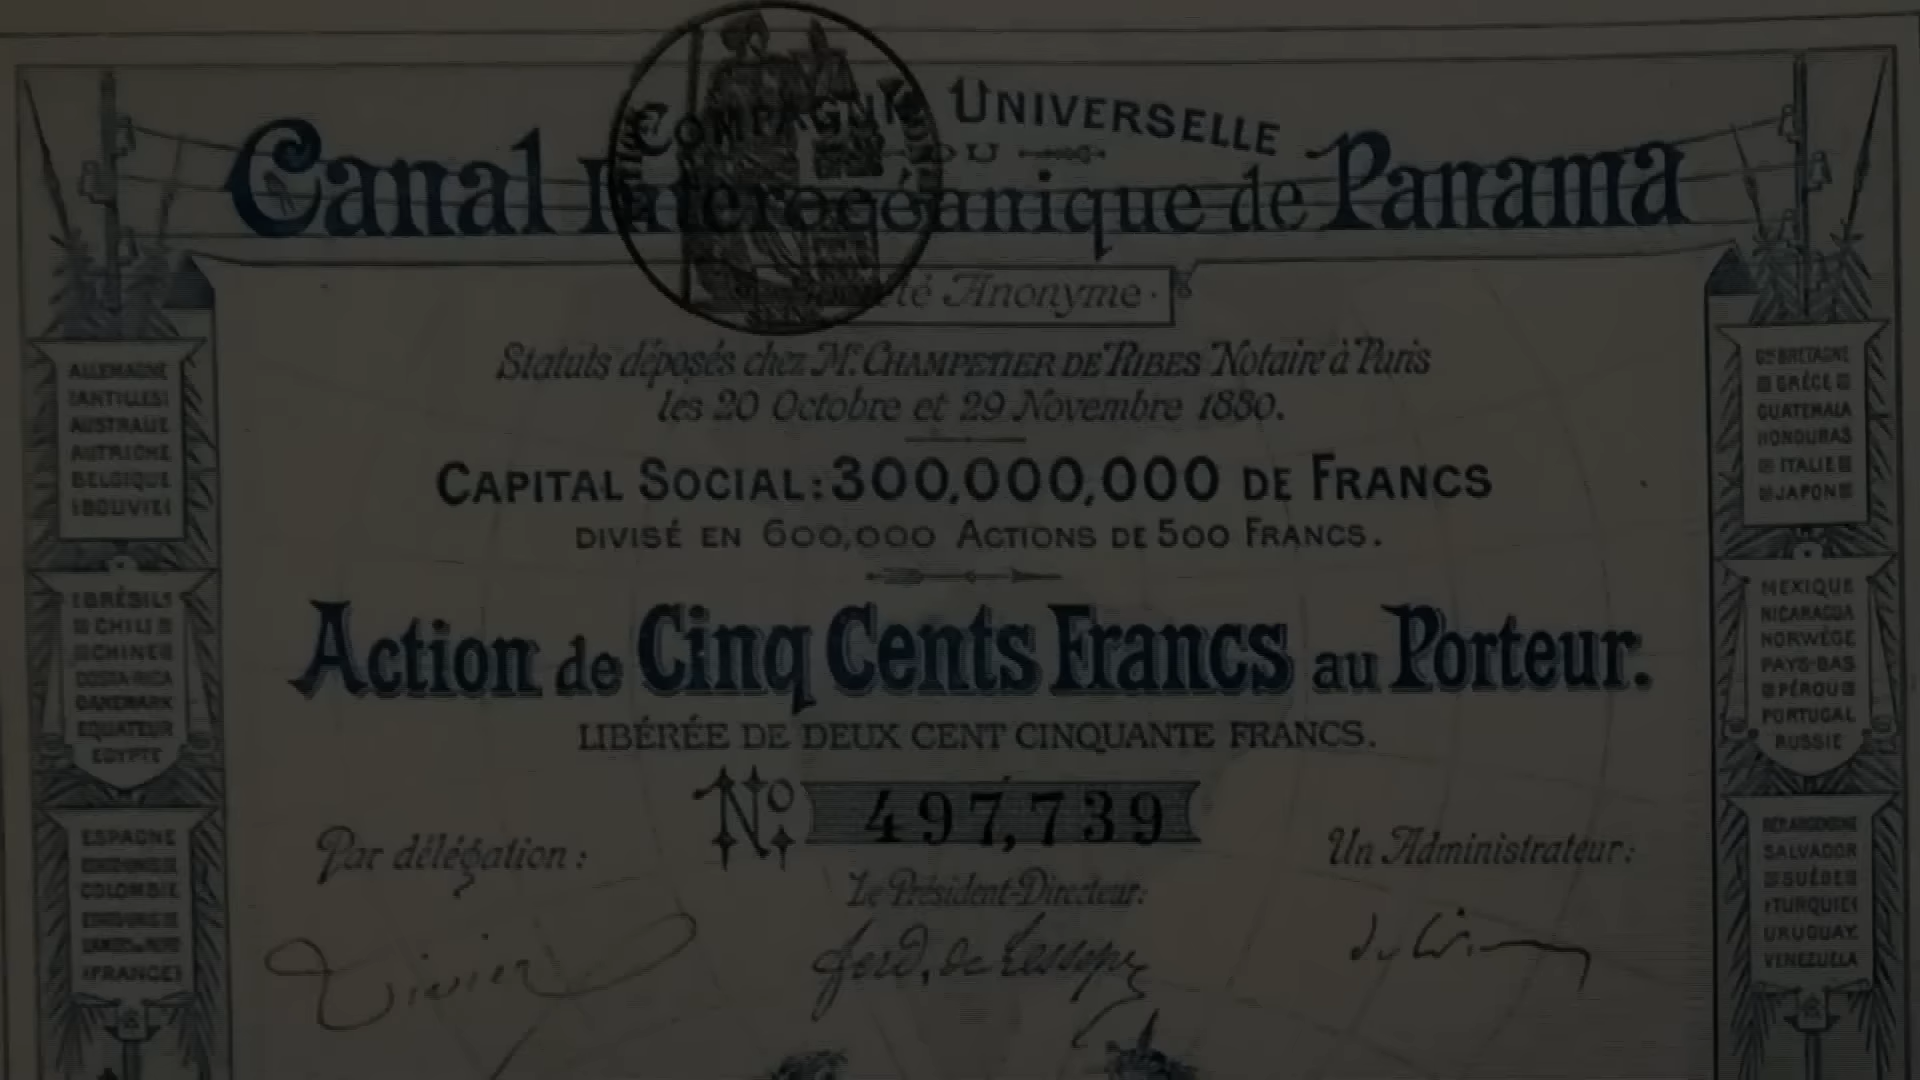 COMPAGNIE UNIVERSELLE
DU
Canal Interocéanique de Panama
Société Anonyme.
Statuts déposés chez Mᵉ CHAMPETIER DE RIBES Notaire à Paris
les 20 Octobre et 29 Novembre 1880.
CAPITAL SOCIAL: 300,000,000 DE FRANCS
DIVISÉ EN 600,000 ACTIONS DE 500 FRANCS.
Action de Cinq Cents Francs au Porteur.
LIBÉRÉE DE DEUX CENT CINQUANTE FRANCS.
Nº 497,739
Par délégation:
Le Président-Directeur:
Un Administrateur:
Ferd. de Lesseps
ALLEMAGNE
ANTILLES
AUSTRALIE
AUTRICHE
BELGIQUE
BOLIVIE
BRÉSIL
CHILI
CHINE
COSTA-RICA
DANEMARK
EQUATEUR
EGYPTE
ESPAGNE
COLOMBIE
FRANCE
Gde BRETAGNE
GRÈCE
GUATEMALA
HONDURAS
ITALIE
JAPON
MEXIQUE
NICARAGUA
NORWÈGE
PAYS-BAS
PÉROU
PORTUGAL
RUSSIE
SALVADOR
SUÈDE
TURQUIE
URUGUAY
VENEZUELA